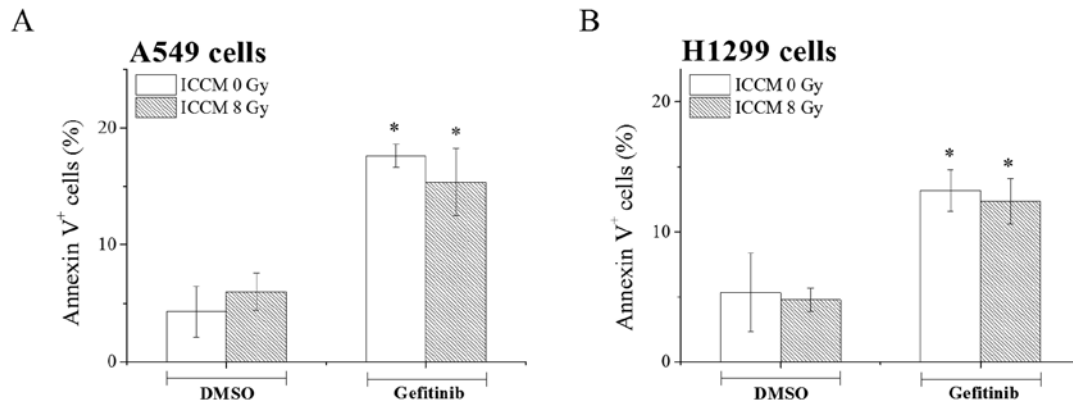 A
A549 cells
ICCM 0 Gy
ICCM 8 Gy
Annexin V+ cells (%)
20
10
0
* *
DMSO Gefitinib
B
H1299 cells
ICCM 0 Gy
ICCM 8 Gy
Annexin V+ cells (%)
20
10
0
* *
DMSO Gefitinib